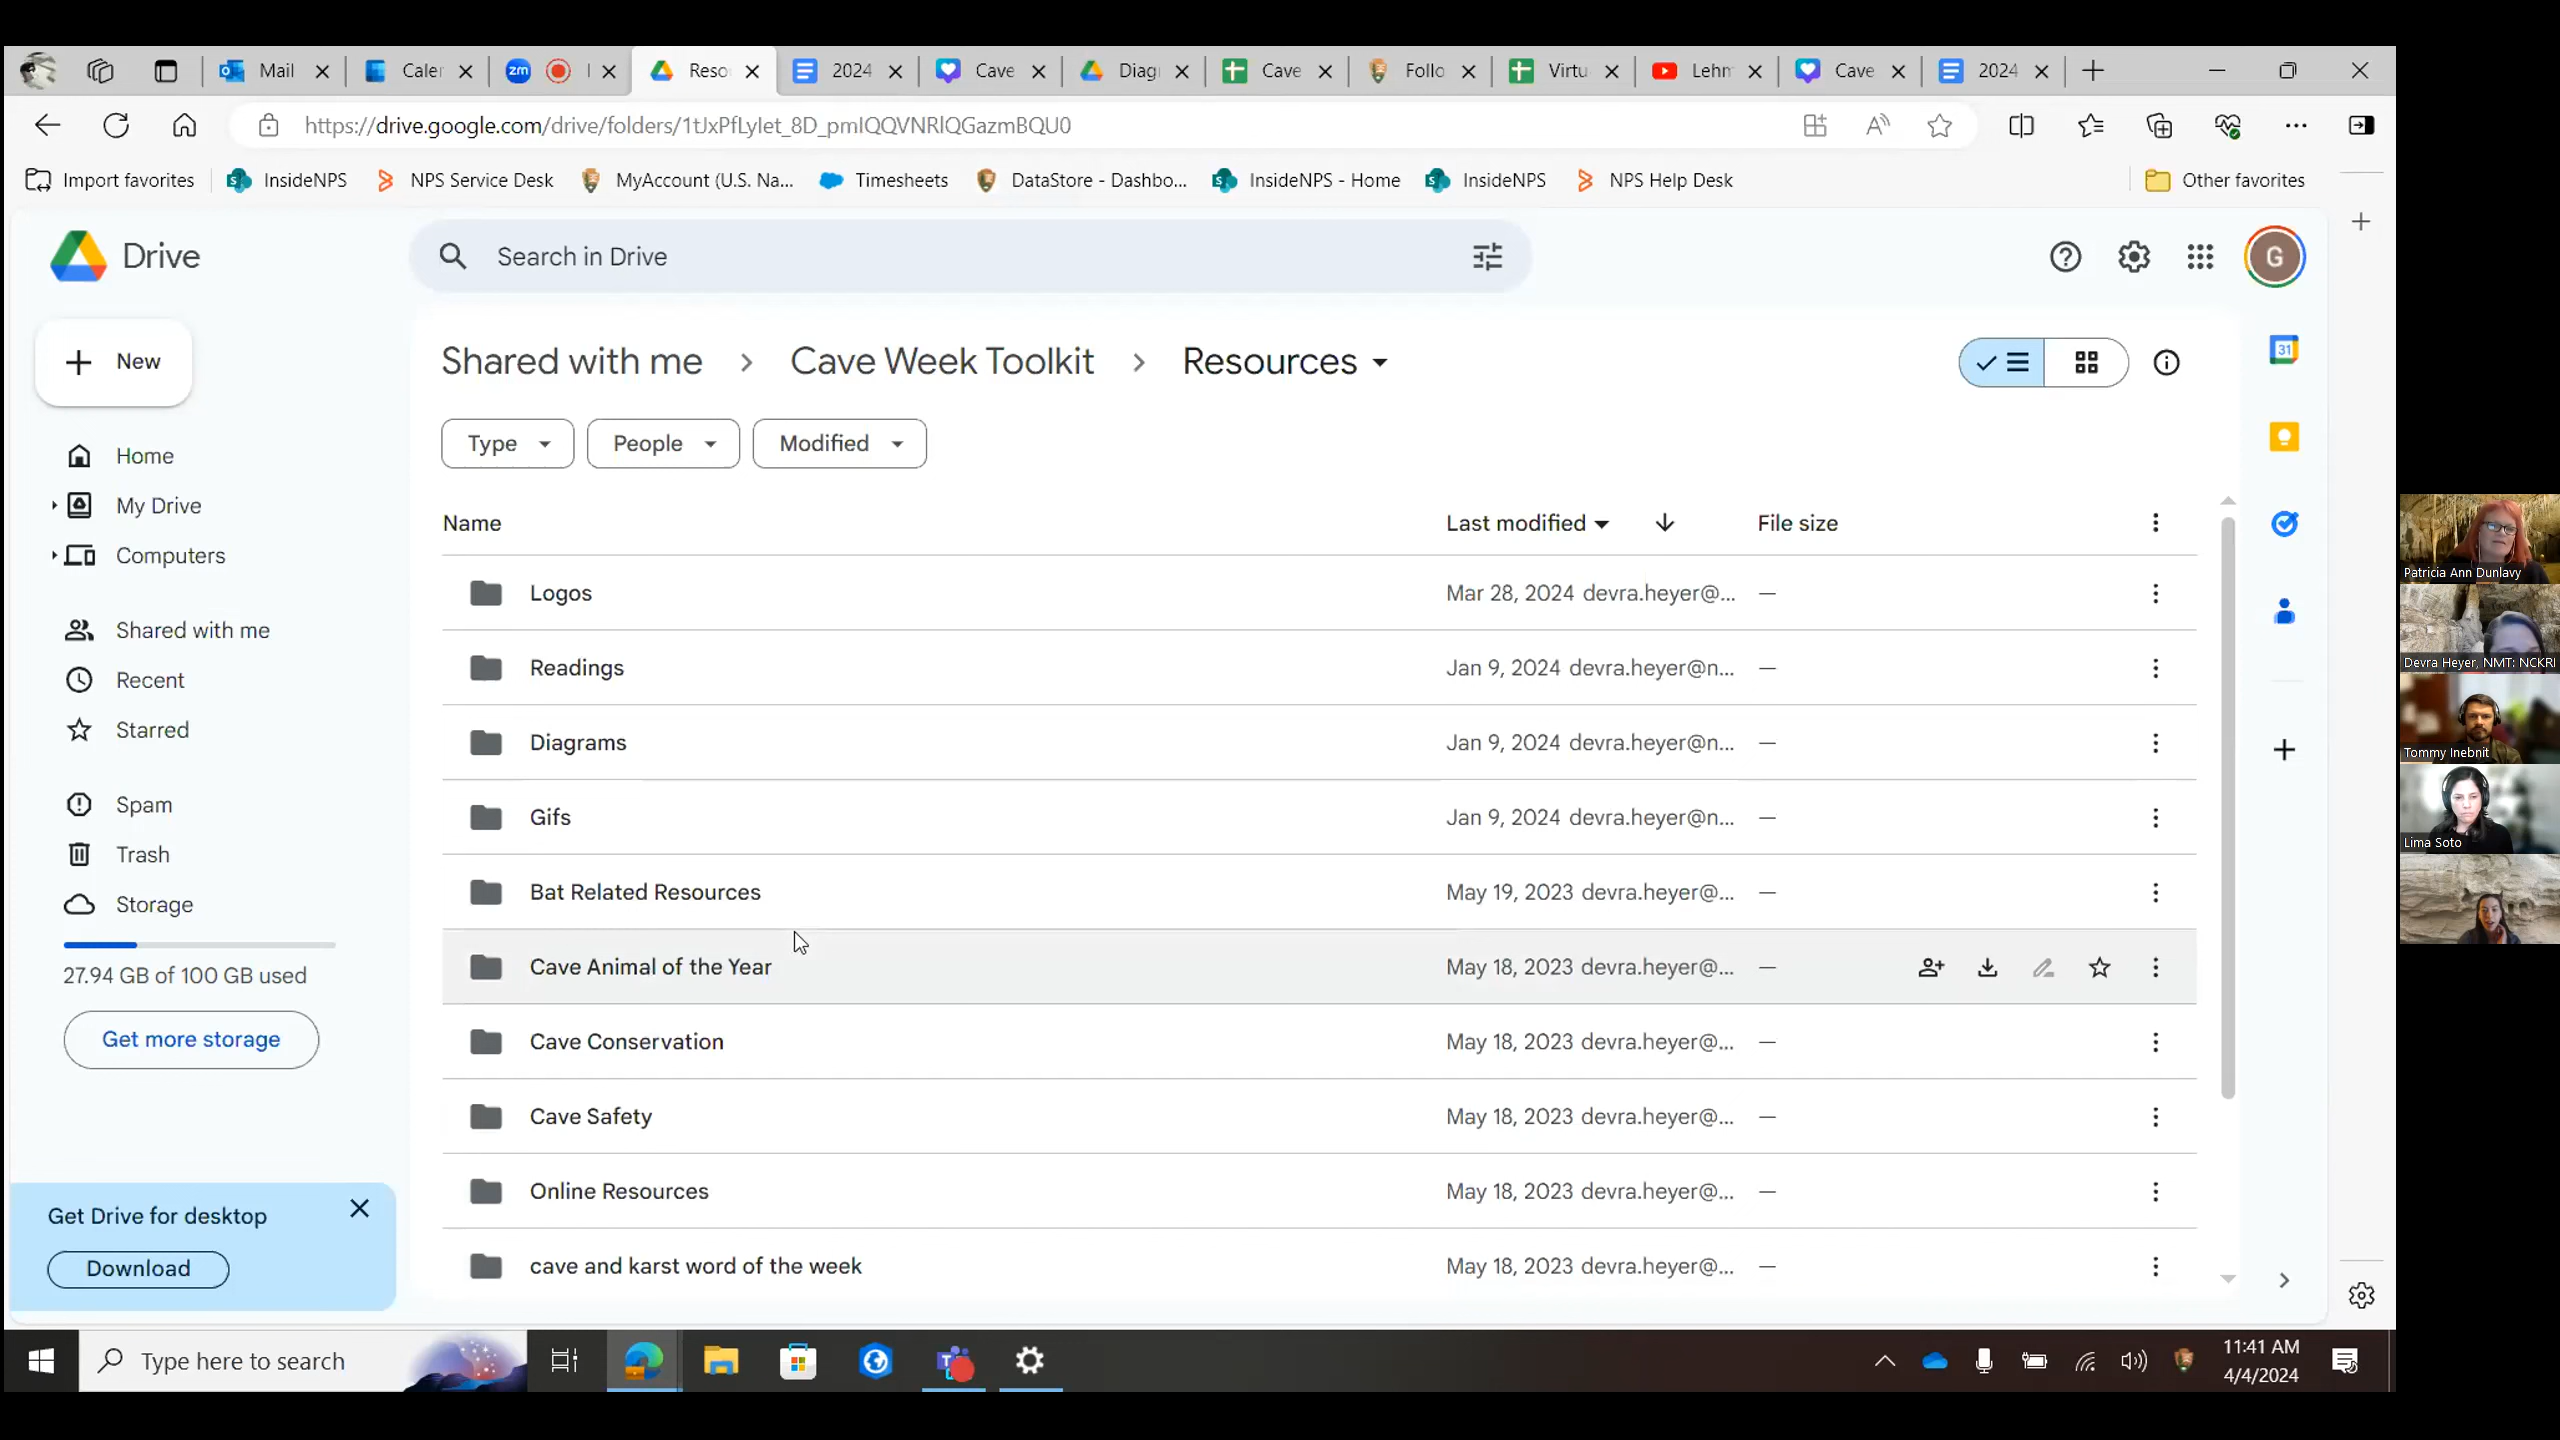 Mail
Caler
zm
I
Reso
2024
Cave
Diag
Cave
Follo
Virtu
Lehm
Cave
2024
https://drive.google.com/drive/folders/1tJxPfLyIet_8D_pmIQQVNRlQGazmBQU0
Import favorites
InsideNPS
NPS Service Desk
MyAccount (U.S. Na...
Timesheets
DataStore - Dashbo...
InsideNPS - Home
InsideNPS
NPS Help Desk
Other favorites
Drive
Search in Drive
G
New
Shared with me > Cave Week Toolkit > Resources
31
Type
People
Modified
Home
My Drive
Computers
Shared with me
Recent
Starred
Spam
Trash
Storage
27.94 GB of 100 GB used
Get more storage
Get Drive for desktop
Download
Name Last modified File size
Logos Mar 28, 2024 devra.heyer@... —
Readings Jan 9, 2024 devra.heyer@n... —
Diagrams Jan 9, 2024 devra.heyer@n... —
Gifs Jan 9, 2024 devra.heyer@n... —
Bat Related Resources May 19, 2023 devra.heyer@... —
Cave Animal of the Year May 18, 2023 devra.heyer@... —
Cave Conservation May 18, 2023 devra.heyer@... —
Cave Safety May 18, 2023 devra.heyer@... —
Online Resources May 18, 2023 devra.heyer@... —
cave and karst word of the week May 18, 2023 devra.heyer@... —
Patricia Ann Dunlavy
Devra Heyer, NMT: NCKRI
Tommy Inebnit
Lima Soto
Type here to search
11:41 AM
4/4/2024